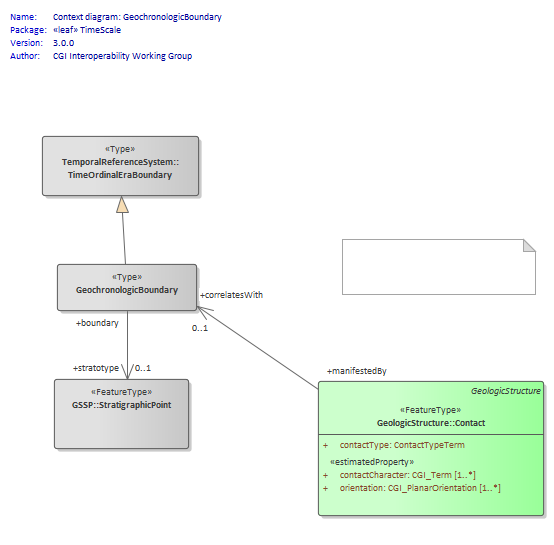 Name: Context diagram: GeochronologicBoundary
Package: «leaf» TimeScale
Version: 3.0.0
Author: CGI Interoperability Working Group
«Type»
TemporalReferenceSystem::
TimeOrdinalEraBoundary
«Type»
GeochronologicBoundary
+correlatesWith
0..1
+boundary
+stratotype
0..1
«FeatureType»
GSSP::StratigraphicPoint
+manifestedBy
GeologicStructure
«FeatureType»
GeologicStructure::Contact
+ contactType: ContactTypeTerm
«estimatedProperty»
+ contactCharacter: CGI_Term [1..*]
+ orientation: CGI_PlanarOrientation [1..*]